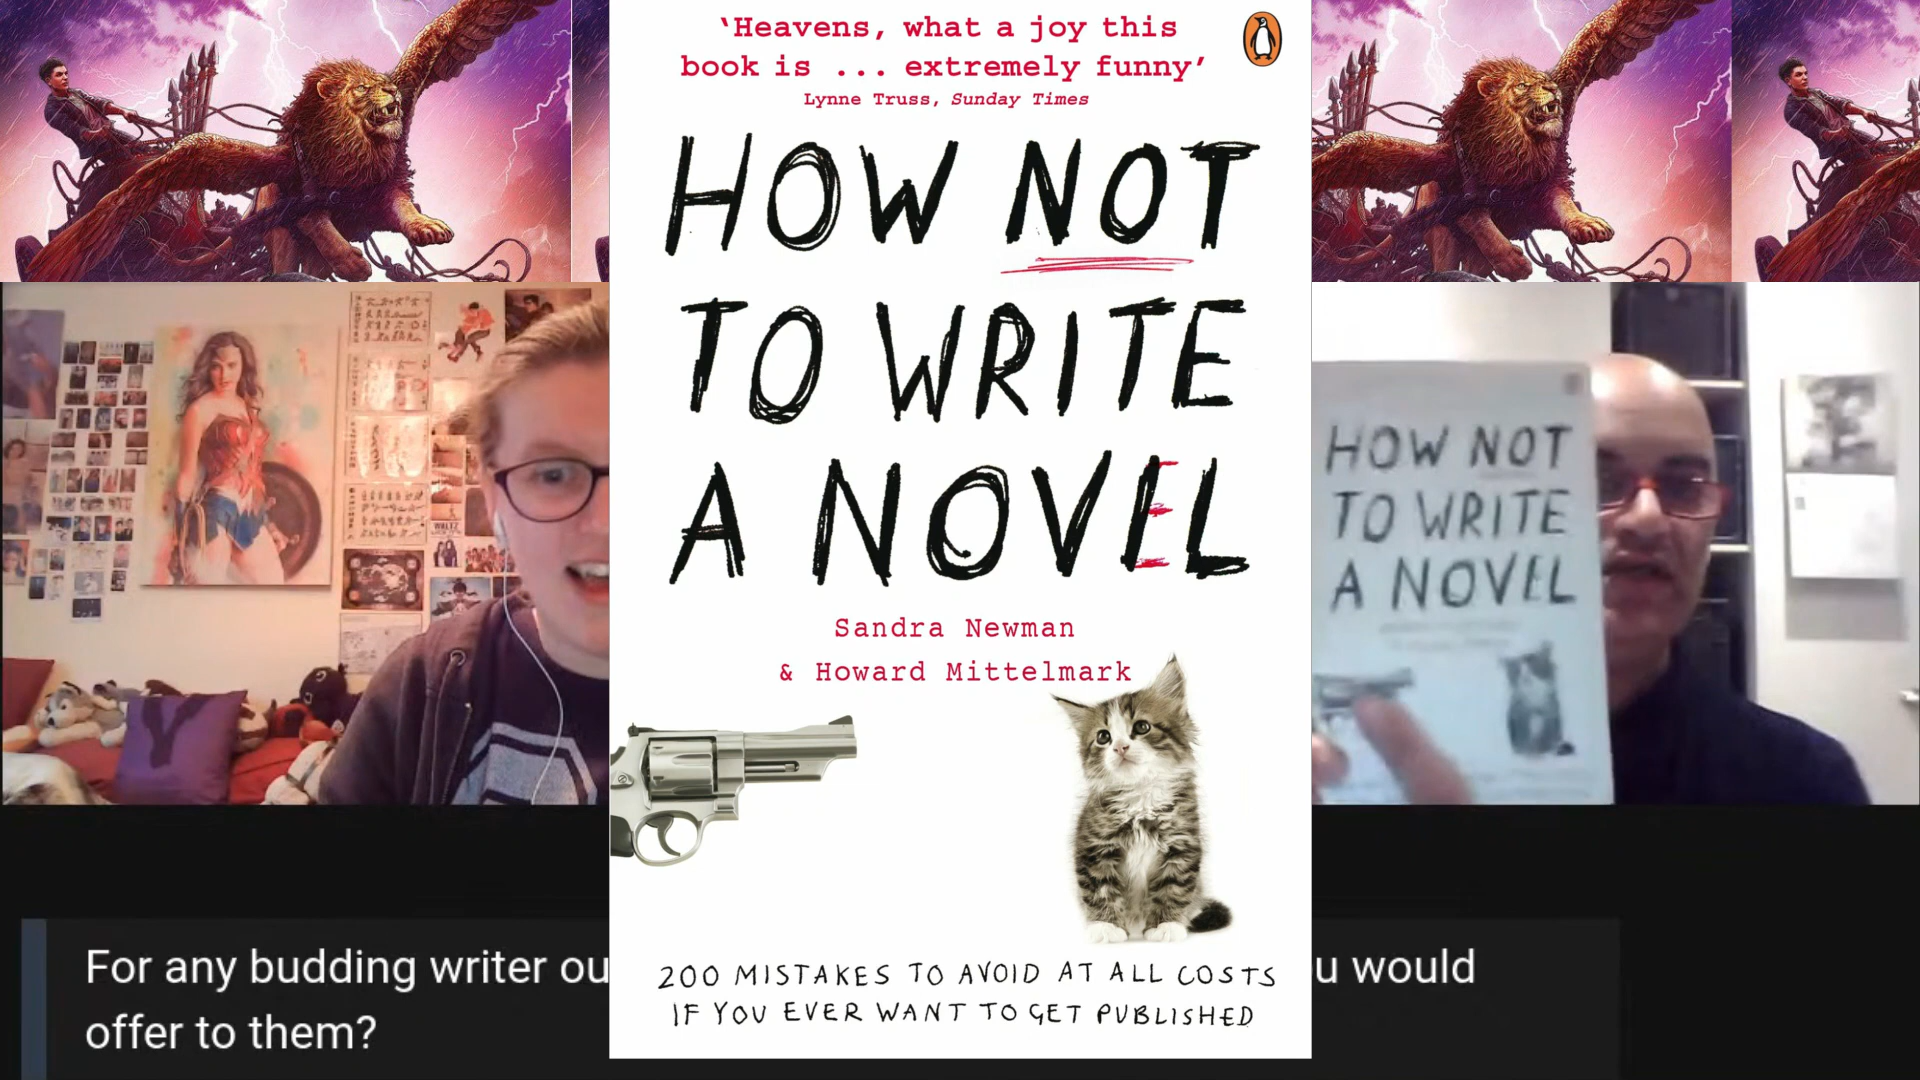 ‘Heavens, what a joy this
book is ... extremely funny’
Lynne Truss, Sunday Times
HOW NOT
TO WRITE
A NOVEL
Sandra Newman
& Howard Mittelmark
200 MISTAKES TO AVOID AT ALL COSTS
IF YOU EVER WANT TO GET PUBLISHED
WALTZ
HOW NOT
TO WRITE
A NOVEL
For any budding writer ou
u would
offer to them?